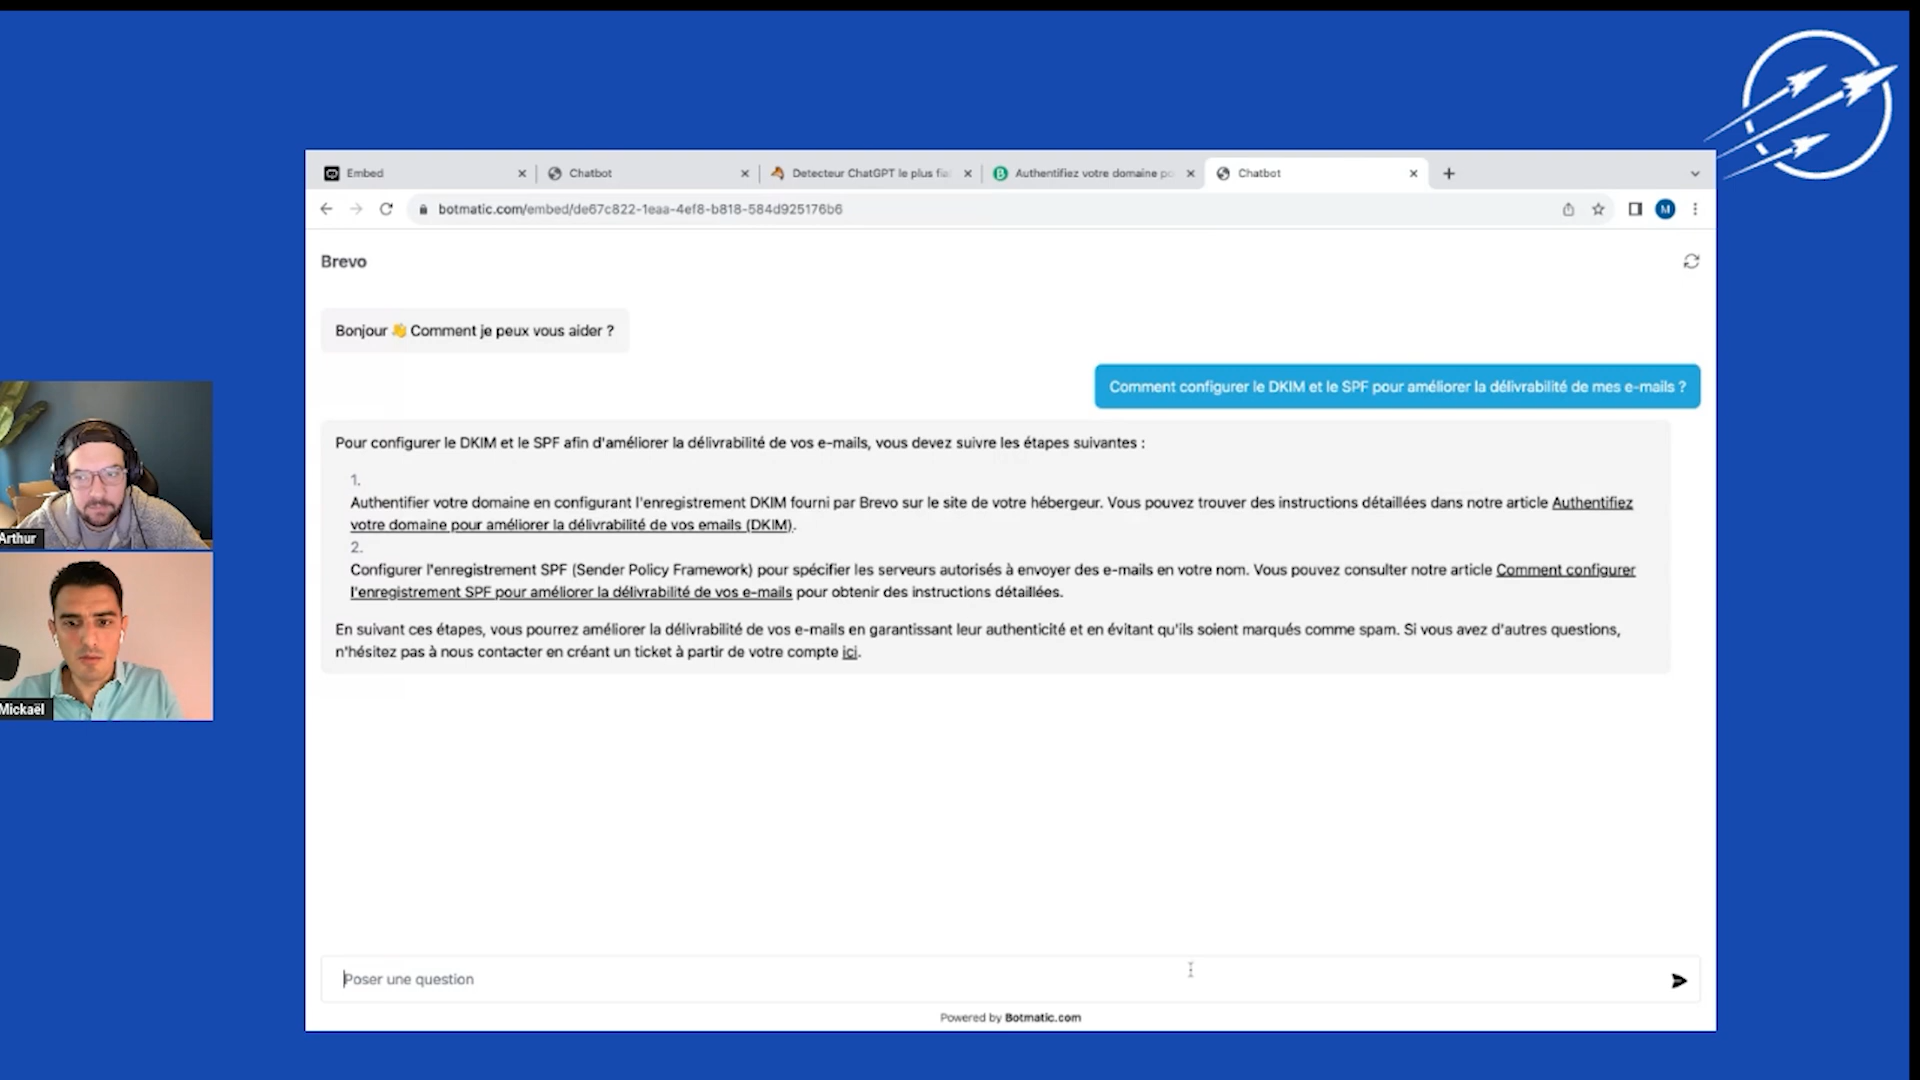 Embed
Chatbot
Detecteur ChatGPT le plus fia
Authentifiez votre domaine po
Chatbot
botmatic.com/embed/de67c822-1eaa-4ef8-b818-584d925176b6
M
Brevo
Bonjour 👋 Comment je peux vous aider ?
Comment configurer le DKIM et le SPF pour améliorer la délivrabilité de mes e-mails ?
Pour configurer le DKIM et le SPF afin d'améliorer la délivrabilité de vos e-mails, vous devez suivre les étapes suivantes :
1.
Authentifier votre domaine en configurant l'enregistrement DKIM fourni par Brevo sur le site de votre hébergeur. Vous pouvez trouver des instructions détaillées dans notre article Authentifiez
votre domaine pour améliorer la délivrabilité de vos emails (DKIM).
2.
Configurer l'enregistrement SPF (Sender Policy Framework) pour spécifier les serveurs autorisés à envoyer des e-mails en votre nom. Vous pouvez consulter notre article Comment configurer
l'enregistrement SPF pour améliorer la délivrabilité de vos e-mails pour obtenir des instructions détaillées.
En suivant ces étapes, vous pourrez améliorer la délivrabilité de vos e-mails en garantissant leur authenticité et en évitant qu'ils soient marqués comme spam. Si vous avez d'autres questions,
n'hésitez pas à nous contacter en créant un ticket à partir de votre compte ici.
Arthur
Mickaël
Poser une question
Powered by Botmatic.com